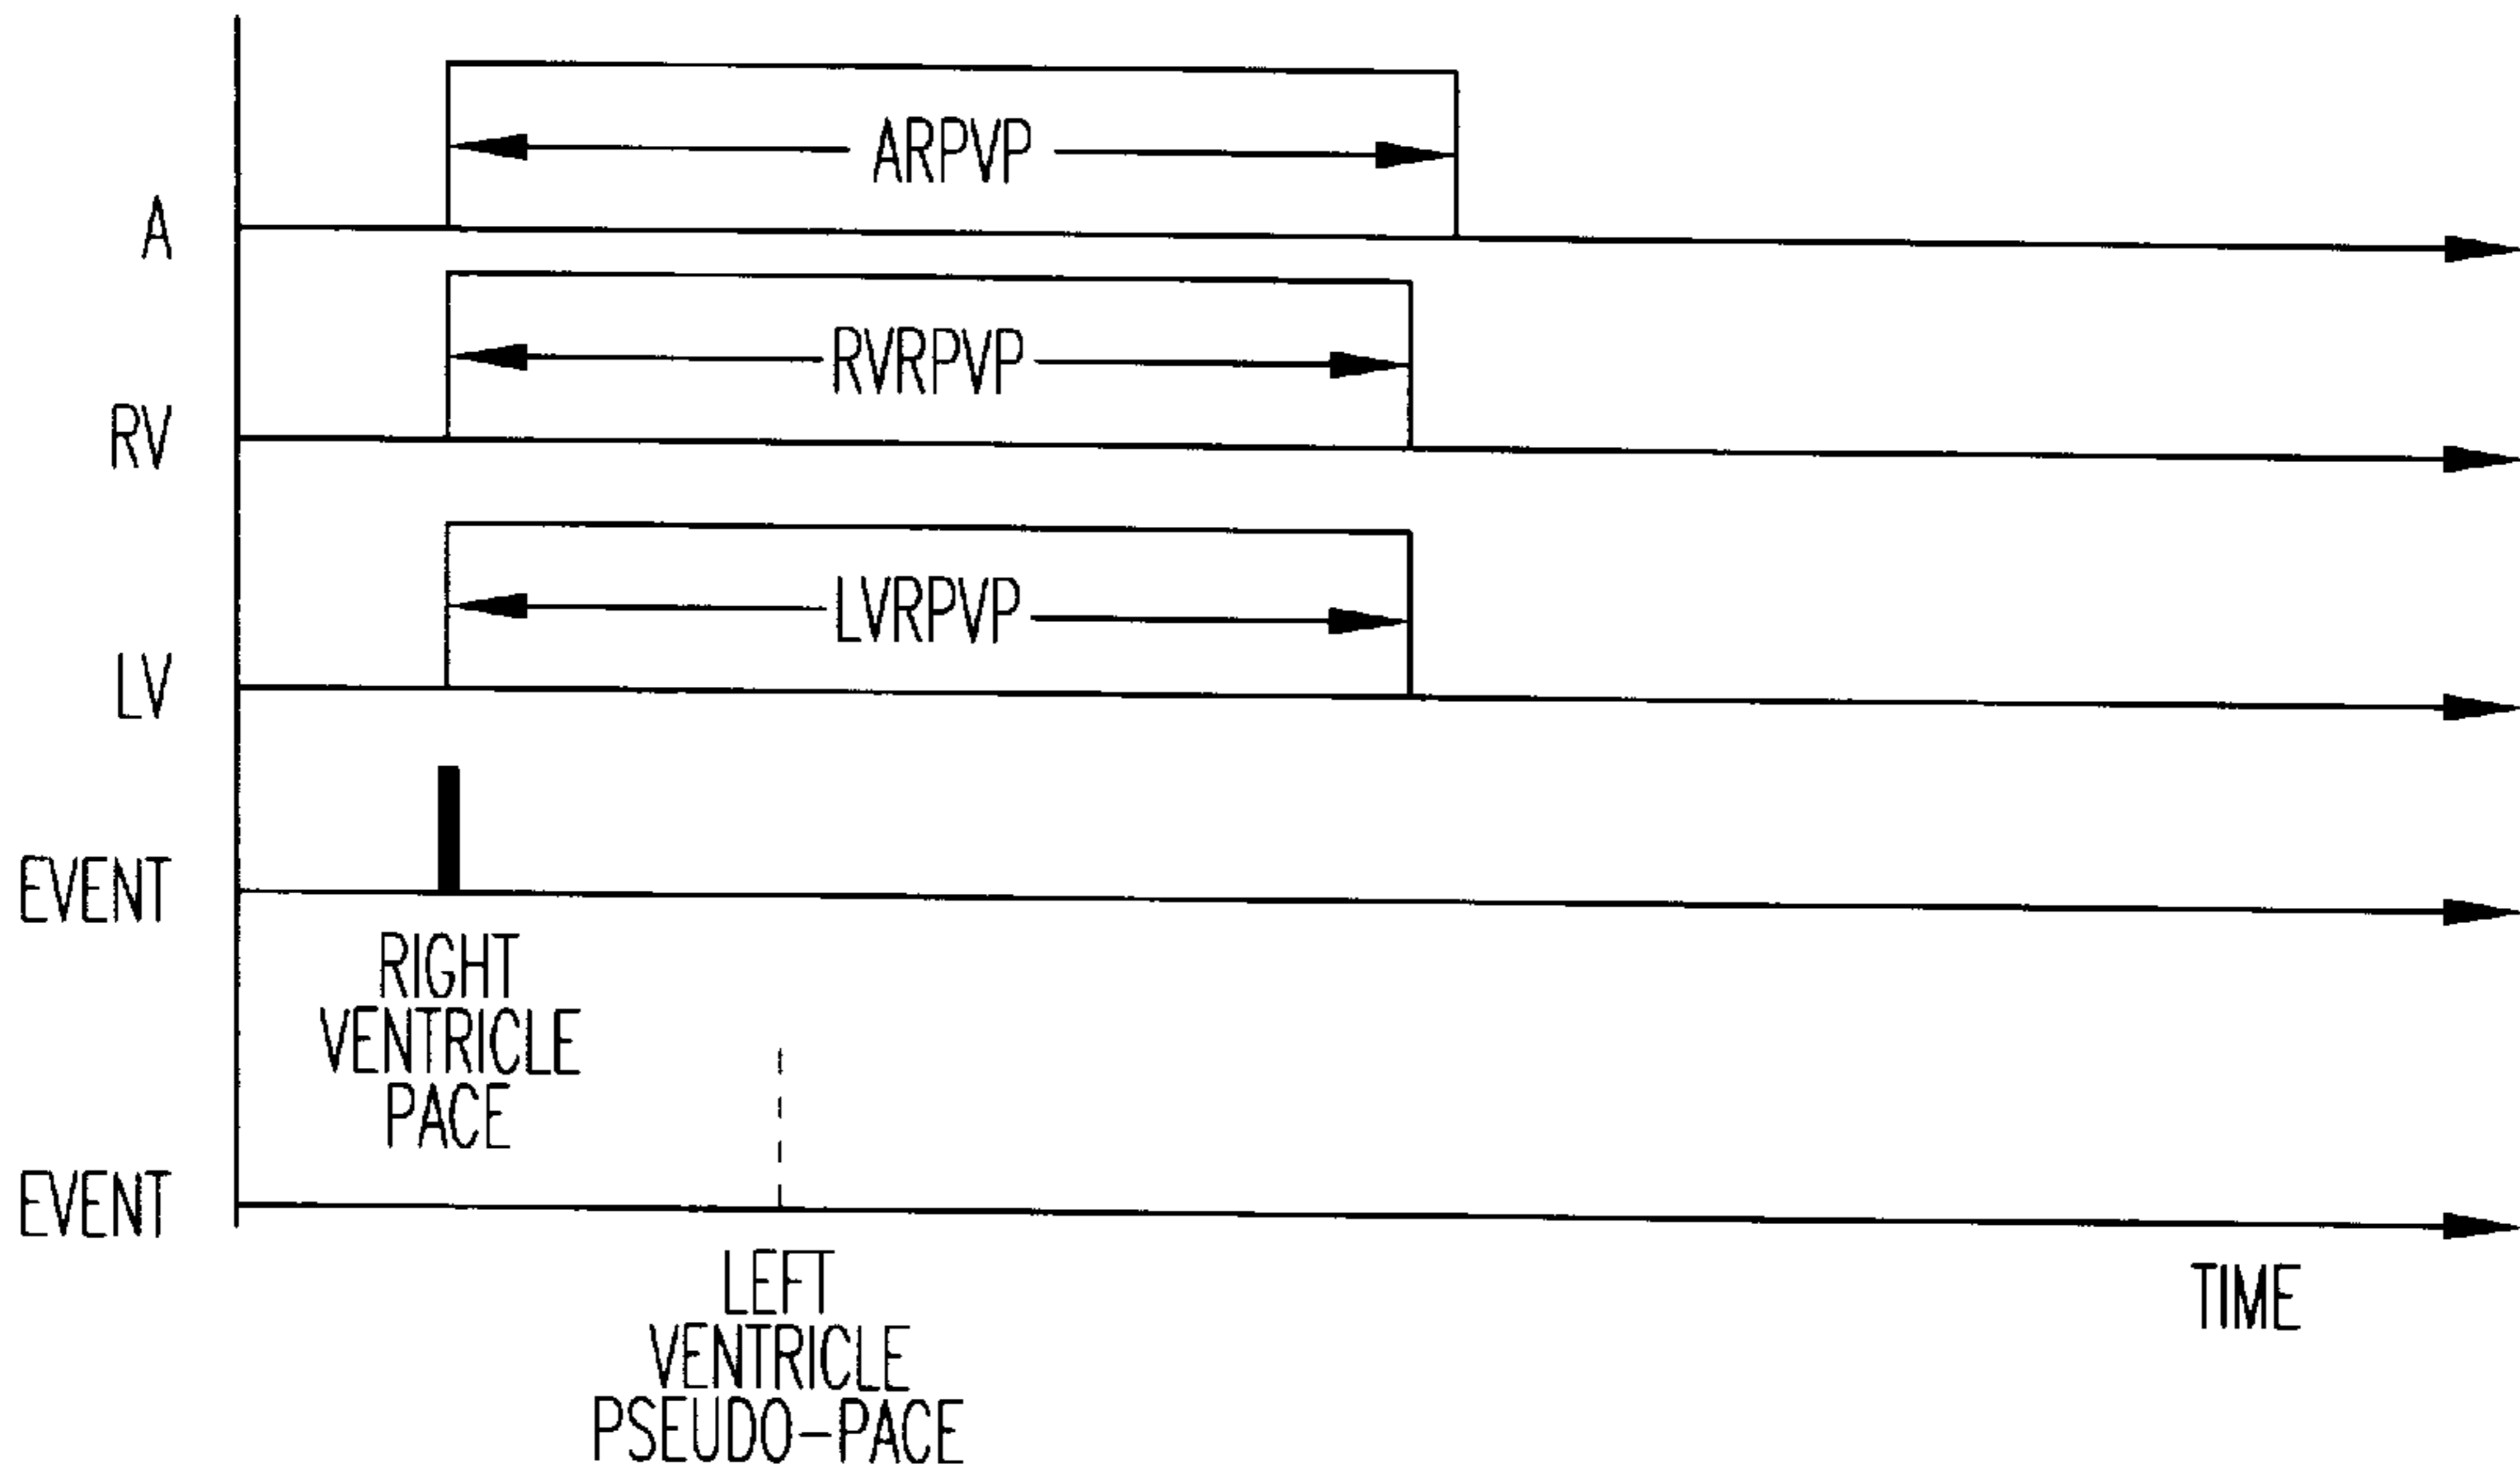 ARPVP
A
RVRPVP
RV
LVRPVP
LV
EVENT
RIGHT
VENTRICLE
PACE
EVENT
LEFT
VENTRICLE
PSEUDO-PACE
TIME